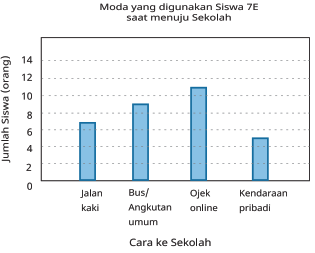 Moda yang digunakan Siswa 7E
saat menuju Sekolah
Jumlah Siswa (orang)
14
12
10
8
6
4
2
0
Jalan
kaki
Bus/
Angkutan
umum
Ojek
online
Kendaraan
pribadi
Cara ke Sekolah